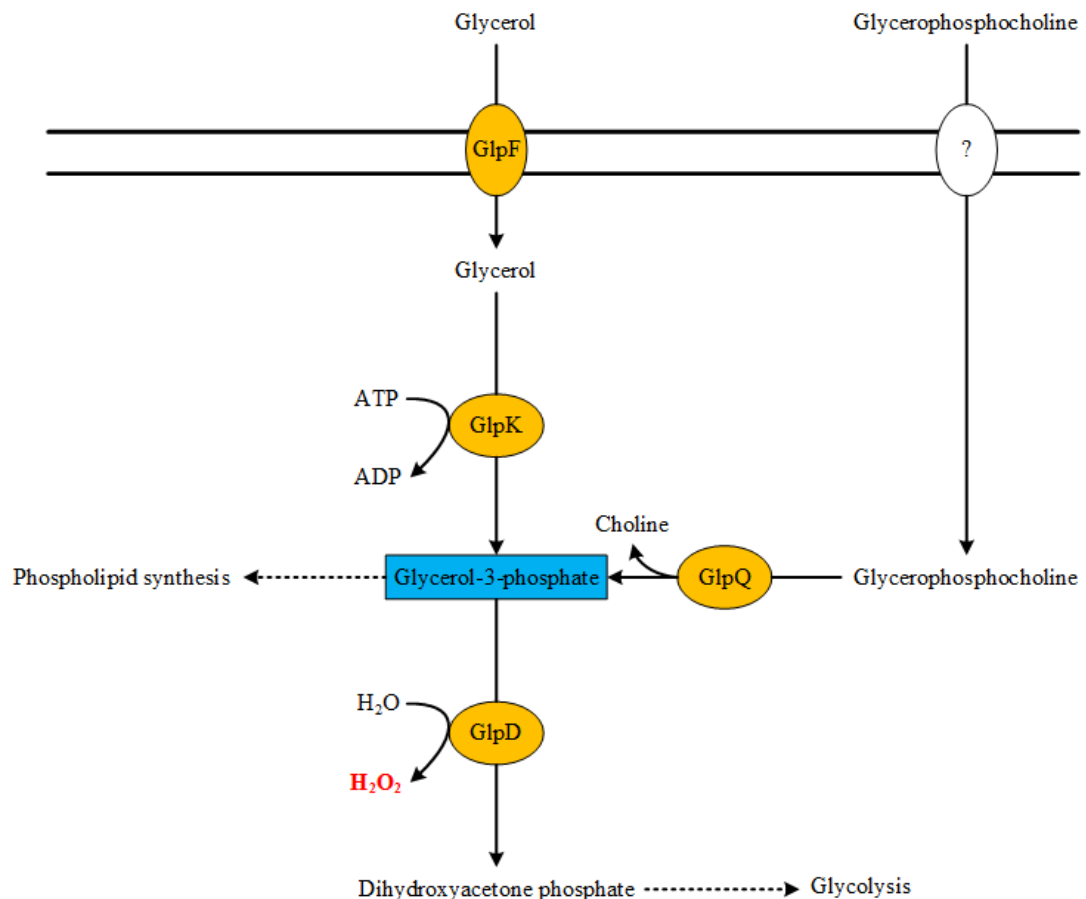 Glycerol
Glycerophosphocholine
GlpF
?
Glycerol
ATP
GlpK
ADP
Choline
Phospholipid synthesis
Glycerol-3-phosphate
GlpQ
Glycerophosphocholine
H₂O
GlpD
H₂O₂
Dihydroxyacetone phosphate
Glycolysis